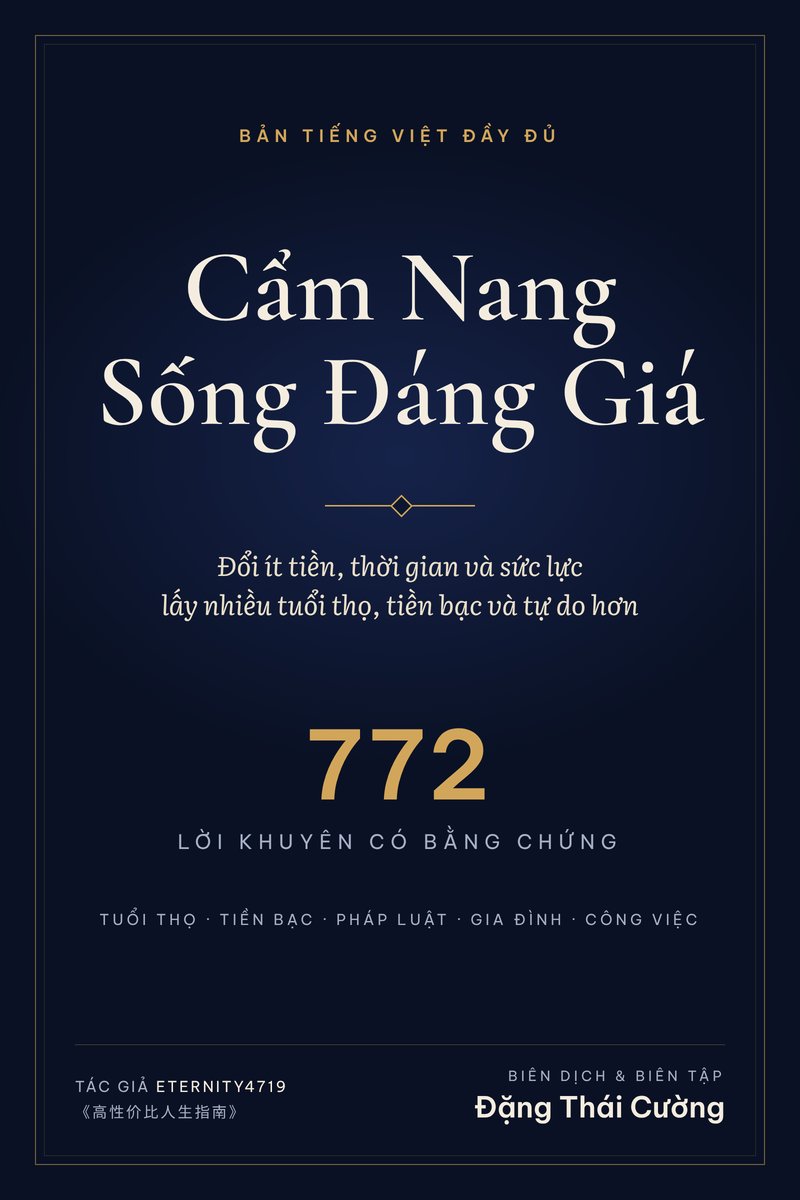 BẢN TIẾNG VIỆT ĐẦY ĐỦ
Cẩm Nang
Sống Đáng Giá
Đổi ít tiền, thời gian và sức lực
lấy nhiều tuổi thọ, tiền bạc và tự do hơn
772
LỜI KHUYÊN CÓ BẰNG CHỨNG
TUỔI THỌ · TIỀN BẠC · PHÁP LUẬT · GIA ĐÌNH · CÔNG VIỆC
TÁC GIẢ ETERNITY4719
《高性价比人生指南》
BIÊN DỊCH & BIÊN TẬP
Đặng Thái Cường